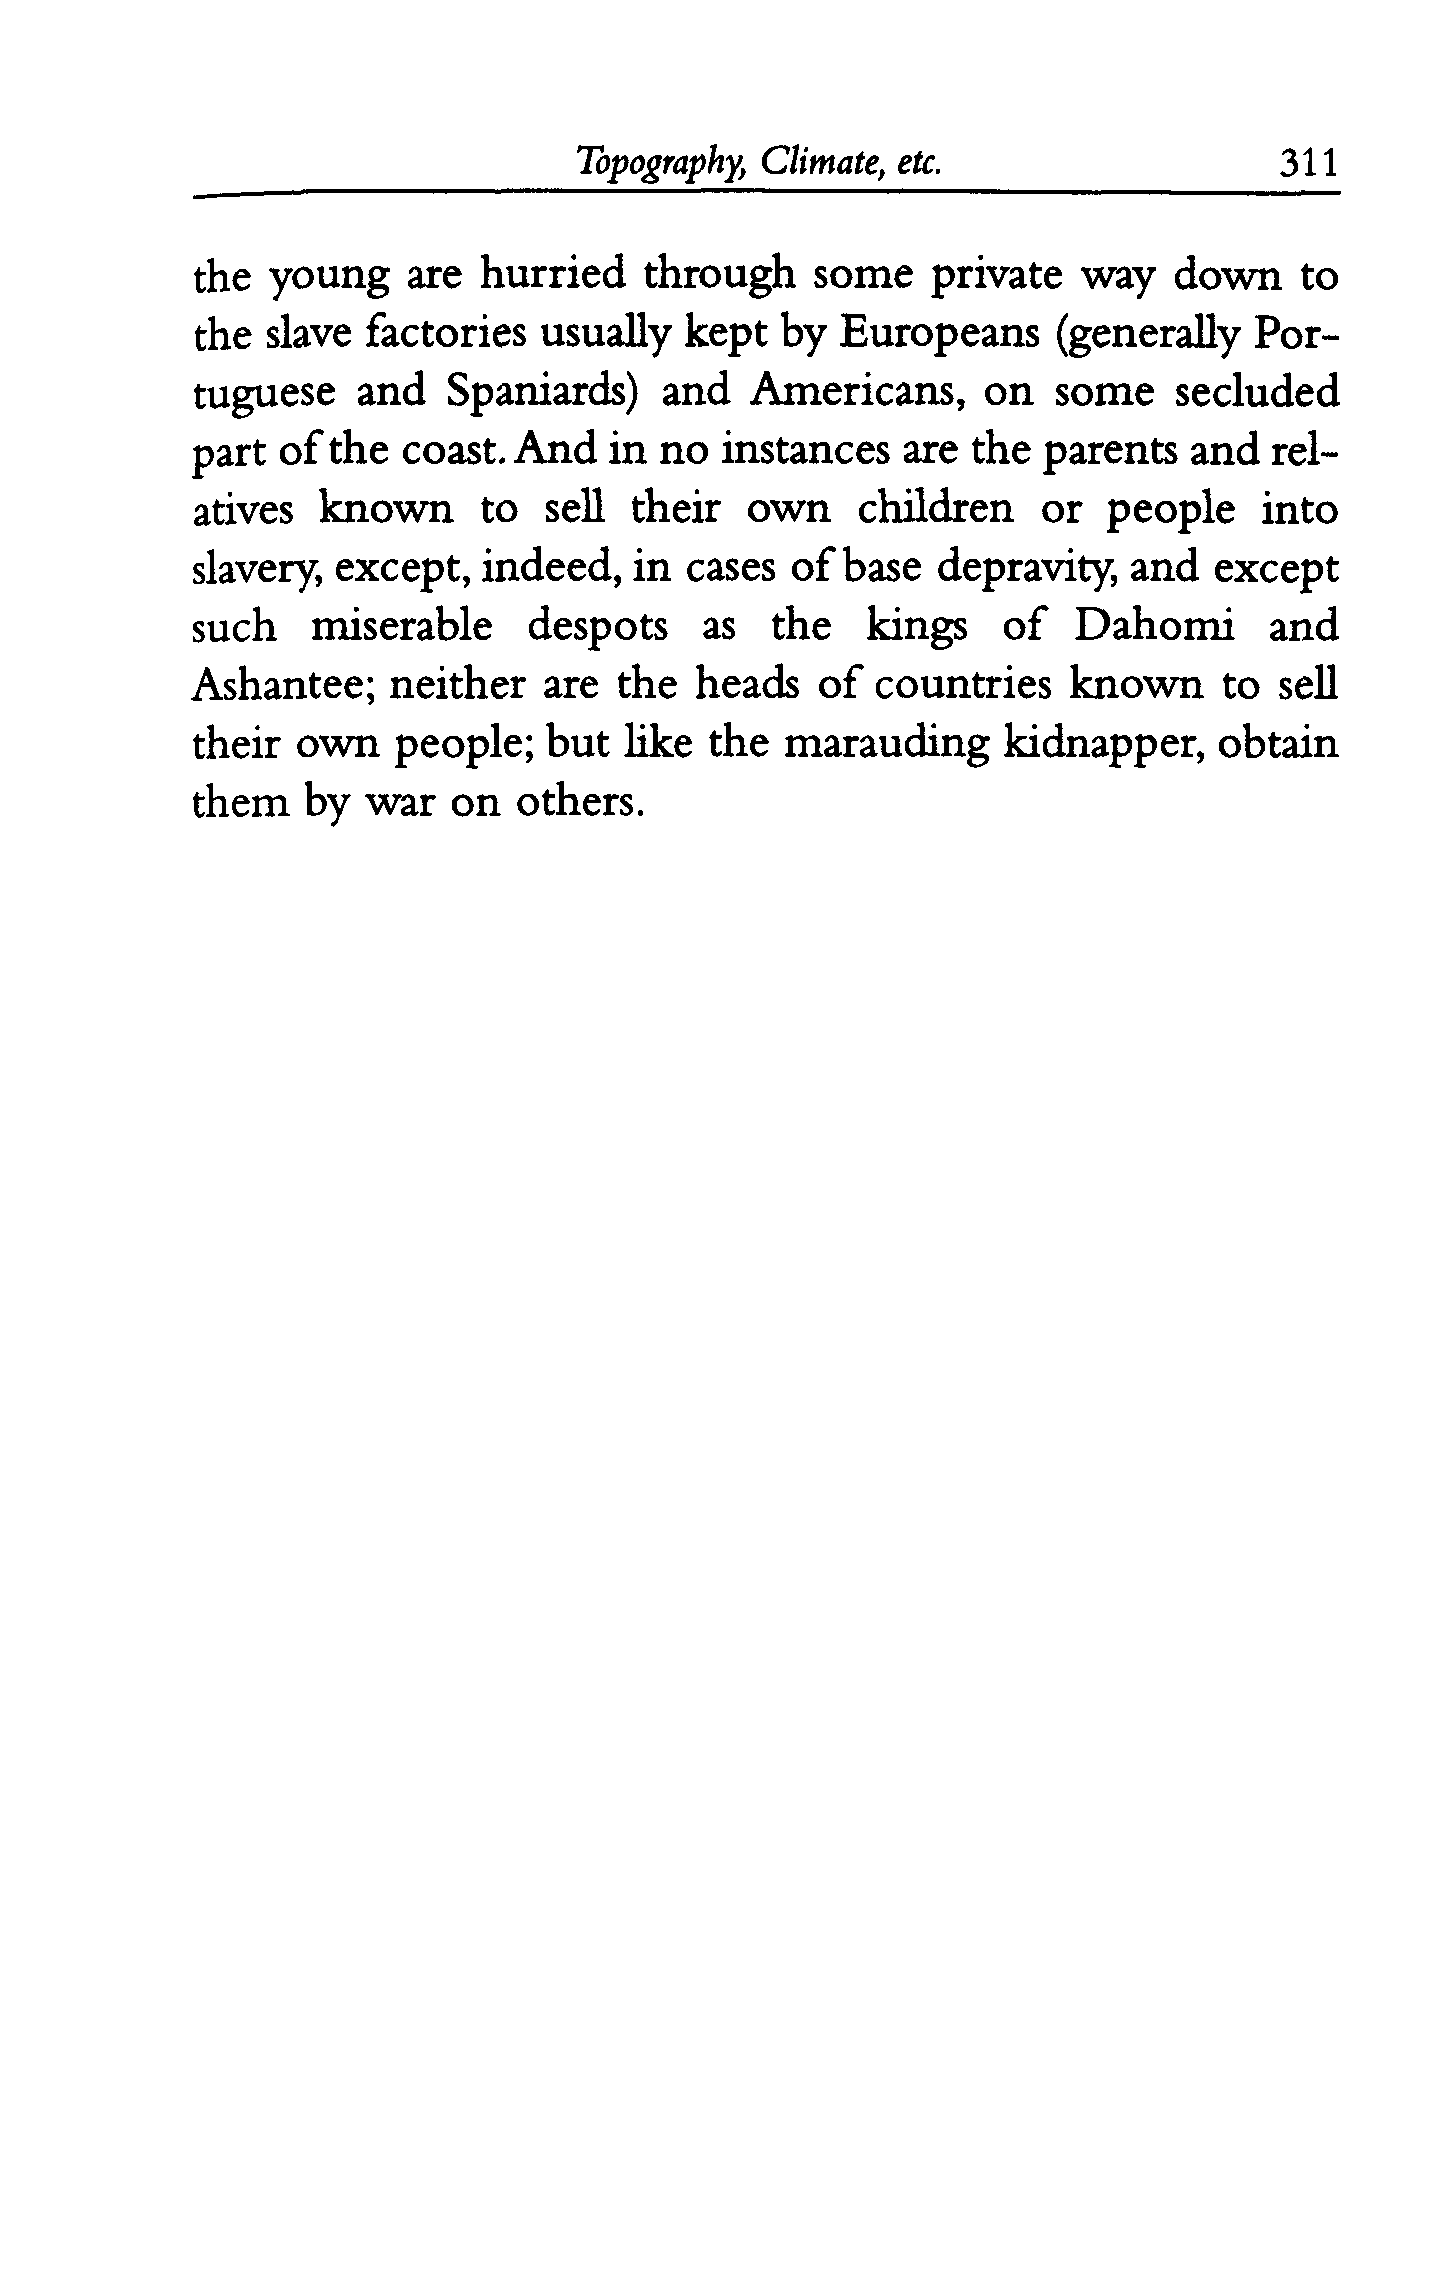 Topography, Climate, etc. 311
the young are hurried through some private way down to
the slave factories usually kept by Europeans (generally Por-
tuguese and Spaniards) and Americans, on some secluded
part of the coast. And in no instances are the parents and rel-
atives known to sell their own children or people into
slavery, except, indeed, in cases of base depravity, and except
such miserable despots as the kings of Dahomi and
Ashantee; neither are the heads of countries known to sell
their own people; but like the marauding kidnapper, obtain
them by war on others.